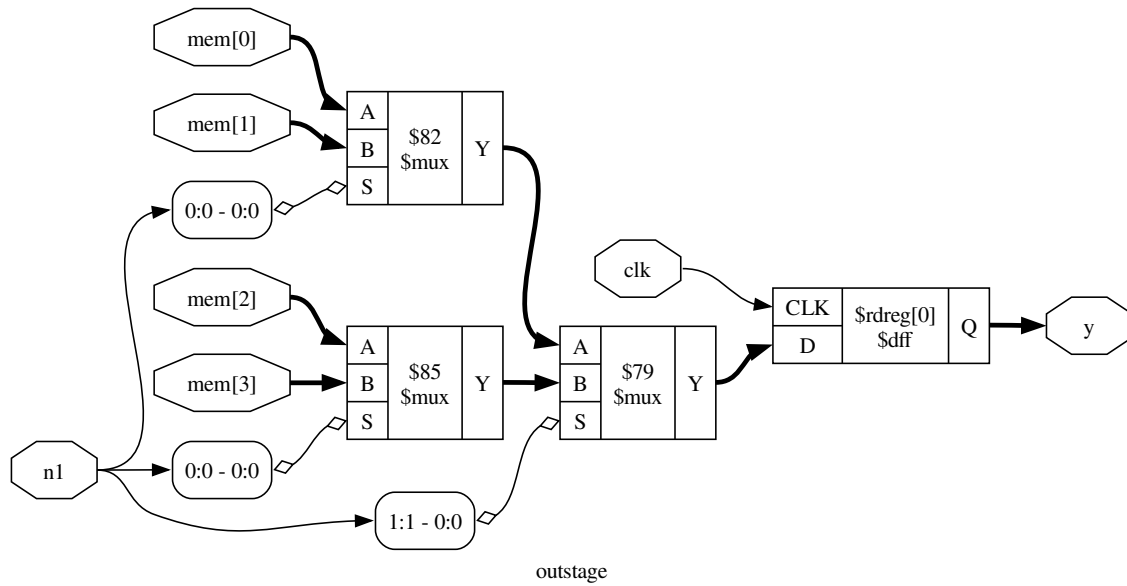 mem[0]
mem[1]
A
B
S
$82
$mux
Y
0:0 - 0:0
mem[2]
mem[3]
A
B
S
$85
$mux
Y
n1
0:0 - 0:0
1:1 - 0:0
A
B
S
$79
$mux
Y
clk
CLK
D
$rdreg[0]
$dff
Q
y
outstage